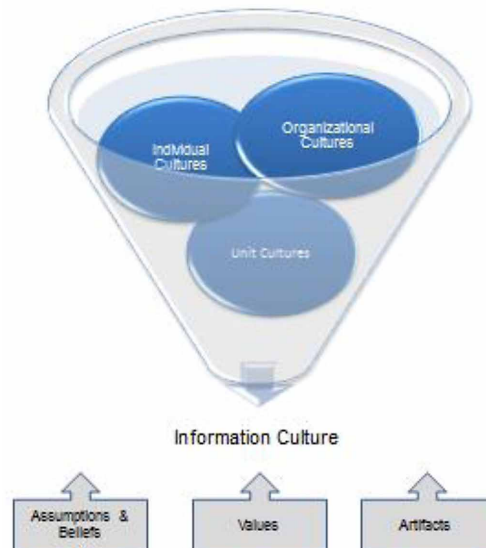 Individual
Cultures
Organizational
Cultures
Unit Cultures
Information Culture
Assumptions &
Beliefs
Values
Artifacts